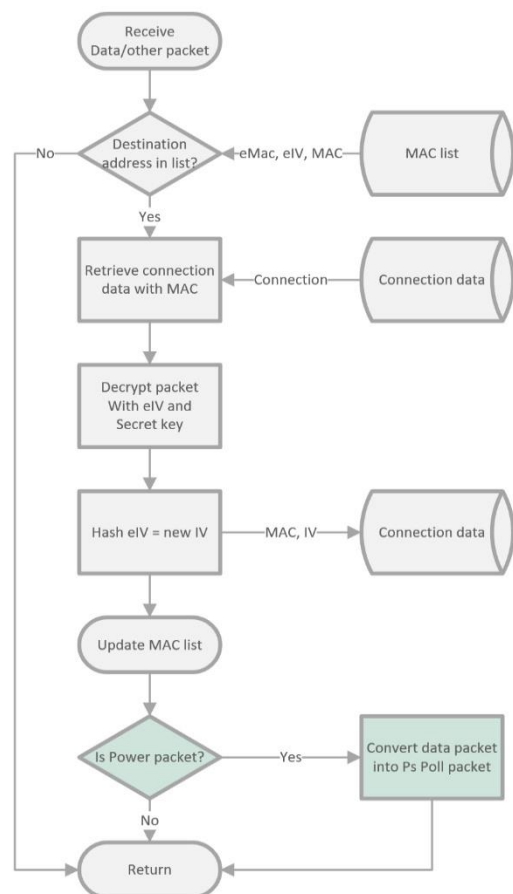 Receive
Data/other packet
Destination
address in list?
No
eMac, eIV, MAC
MAC list
Yes
Retrieve connection
data with MAC
Connection
Connection data
Decrypt packet
With eIV and
Secret key
Hash eIV = new IV
MAC, IV
Connection data
Update MAC list
Is Power packet?
Yes
Convert data packet
into Ps Poll packet
No
Return